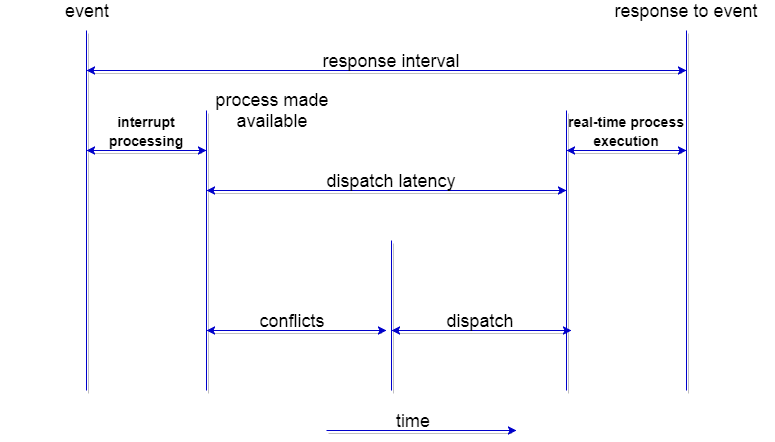 event
response to event
response interval
process made
available
interrupt
processing
real-time process
execution
dispatch latency
conflicts
dispatch
time